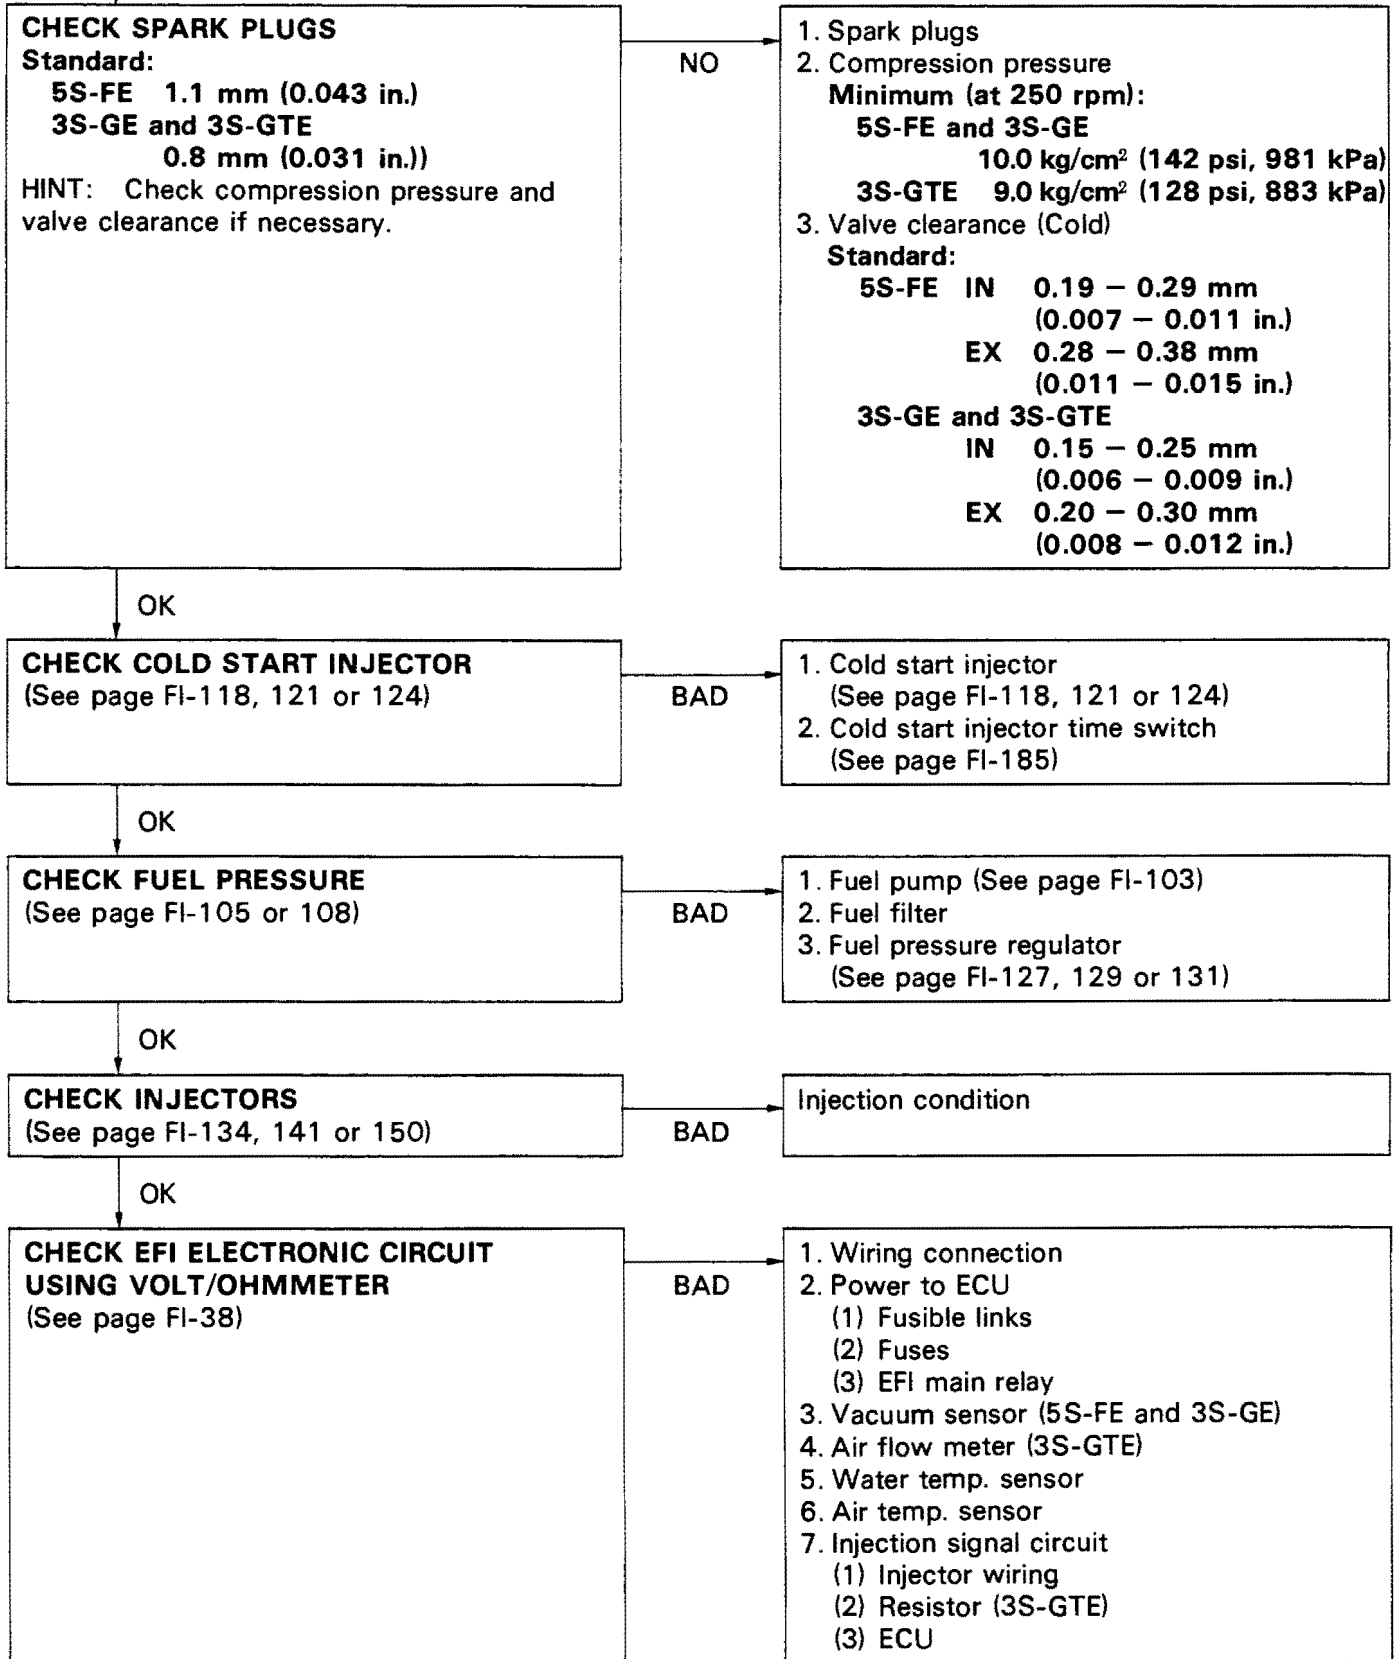 CHECK SPARK PLUGS
Standard:
5S-FE 1.1 mm (0.043 in.)
3S-GE and 3S-GTE
0.8 mm (0.031 in.))
HINT: Check compression pressure and
valve clearance if necessary.
NO
1. Spark plugs
2. Compression pressure
Minimum (at 250 rpm):
5S-FE and 3S-GE
10.0 kg/cm² (142 psi, 981 kPa)
3S-GTE 9.0 kg/cm² (128 psi, 883 kPa)
3. Valve clearance (Cold)
Standard:
5S-FE IN 0.19 — 0.29 mm
(0.007 — 0.011 in.)
EX 0.28 — 0.38 mm
(0.011 — 0.015 in.)
3S-GE and 3S-GTE
IN 0.15 — 0.25 mm
(0.006 — 0.009 in.)
EX 0.20 — 0.30 mm
(0.008 — 0.012 in.)
OK
CHECK COLD START INJECTOR
(See page FI-118, 121 or 124)
BAD
1. Cold start injector
(See page FI-118, 121 or 124)
2. Cold start injector time switch
(See page FI-185)
OK
CHECK FUEL PRESSURE
(See page FI-105 or 108)
BAD
1. Fuel pump (See page FI-103)
2. Fuel filter
3. Fuel pressure regulator
(See page FI-127, 129 or 131)
OK
CHECK INJECTORS
(See page FI-134, 141 or 150)
BAD
Injection condition
OK
CHECK EFI ELECTRONIC CIRCUIT
USING VOLT/OHMMETER
(See page FI-38)
BAD
1. Wiring connection
2. Power to ECU
(1) Fusible links
(2) Fuses
(3) EFI main relay
3. Vacuum sensor (5S-FE and 3S-GE)
4. Air flow meter (3S-GTE)
5. Water temp. sensor
6. Air temp. sensor
7. Injection signal circuit
(1) Injector wiring
(2) Resistor (3S-GTE)
(3) ECU